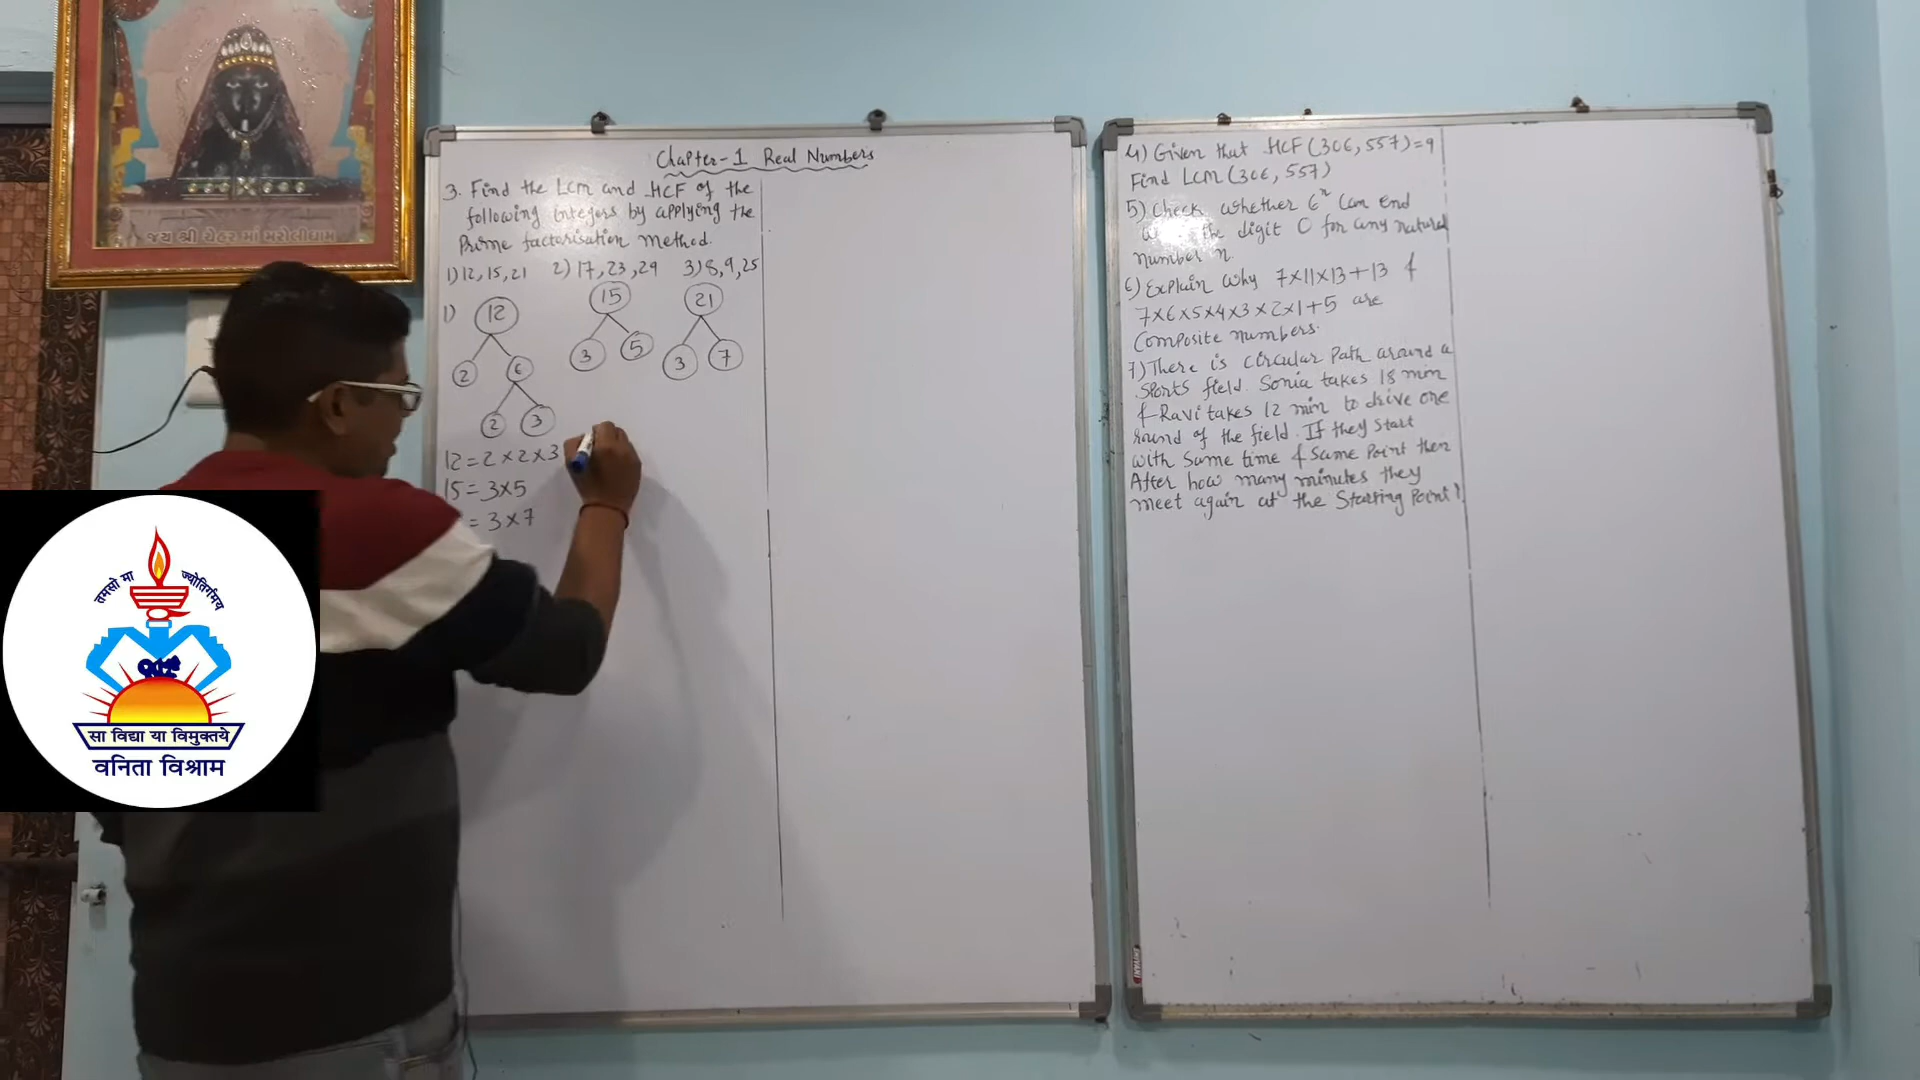 જય શ્રી ચેહર માં મરોલીધામ
Chapter-1 Real Numbers
3. Find the LCM and HCF of the
following integers by applying the
Prime factorisation method.
1) 12, 15, 21 2) 17, 23, 29 3) 8, 9, 25
1) 12 15 21
2 6 3 5 3 7
2 3
12 = 2 × 2 × 3
15 = 3 × 5
= 3 × 7
4) Given that HCF (306, 557) = 9
Find LCM (306, 557)
5) Check whether 6ⁿ Can end
the digit 0 for any natural
number n.
6) Explain why 7×11×13+13 &
7×6×5×4×3×2×1+5 are
Composite numbers.
7) There is circular Path around a
Sports field. Sonia takes 18 min
& Ravi takes 12 min to drive one
round of the field. If they start
with Same time & Same Point then
After how many minutes they
meet again at the Starting Point?
तमसो मा ज्योतिर्गमय
सा विद्या या विमुक्तये
वनिता विश्राम